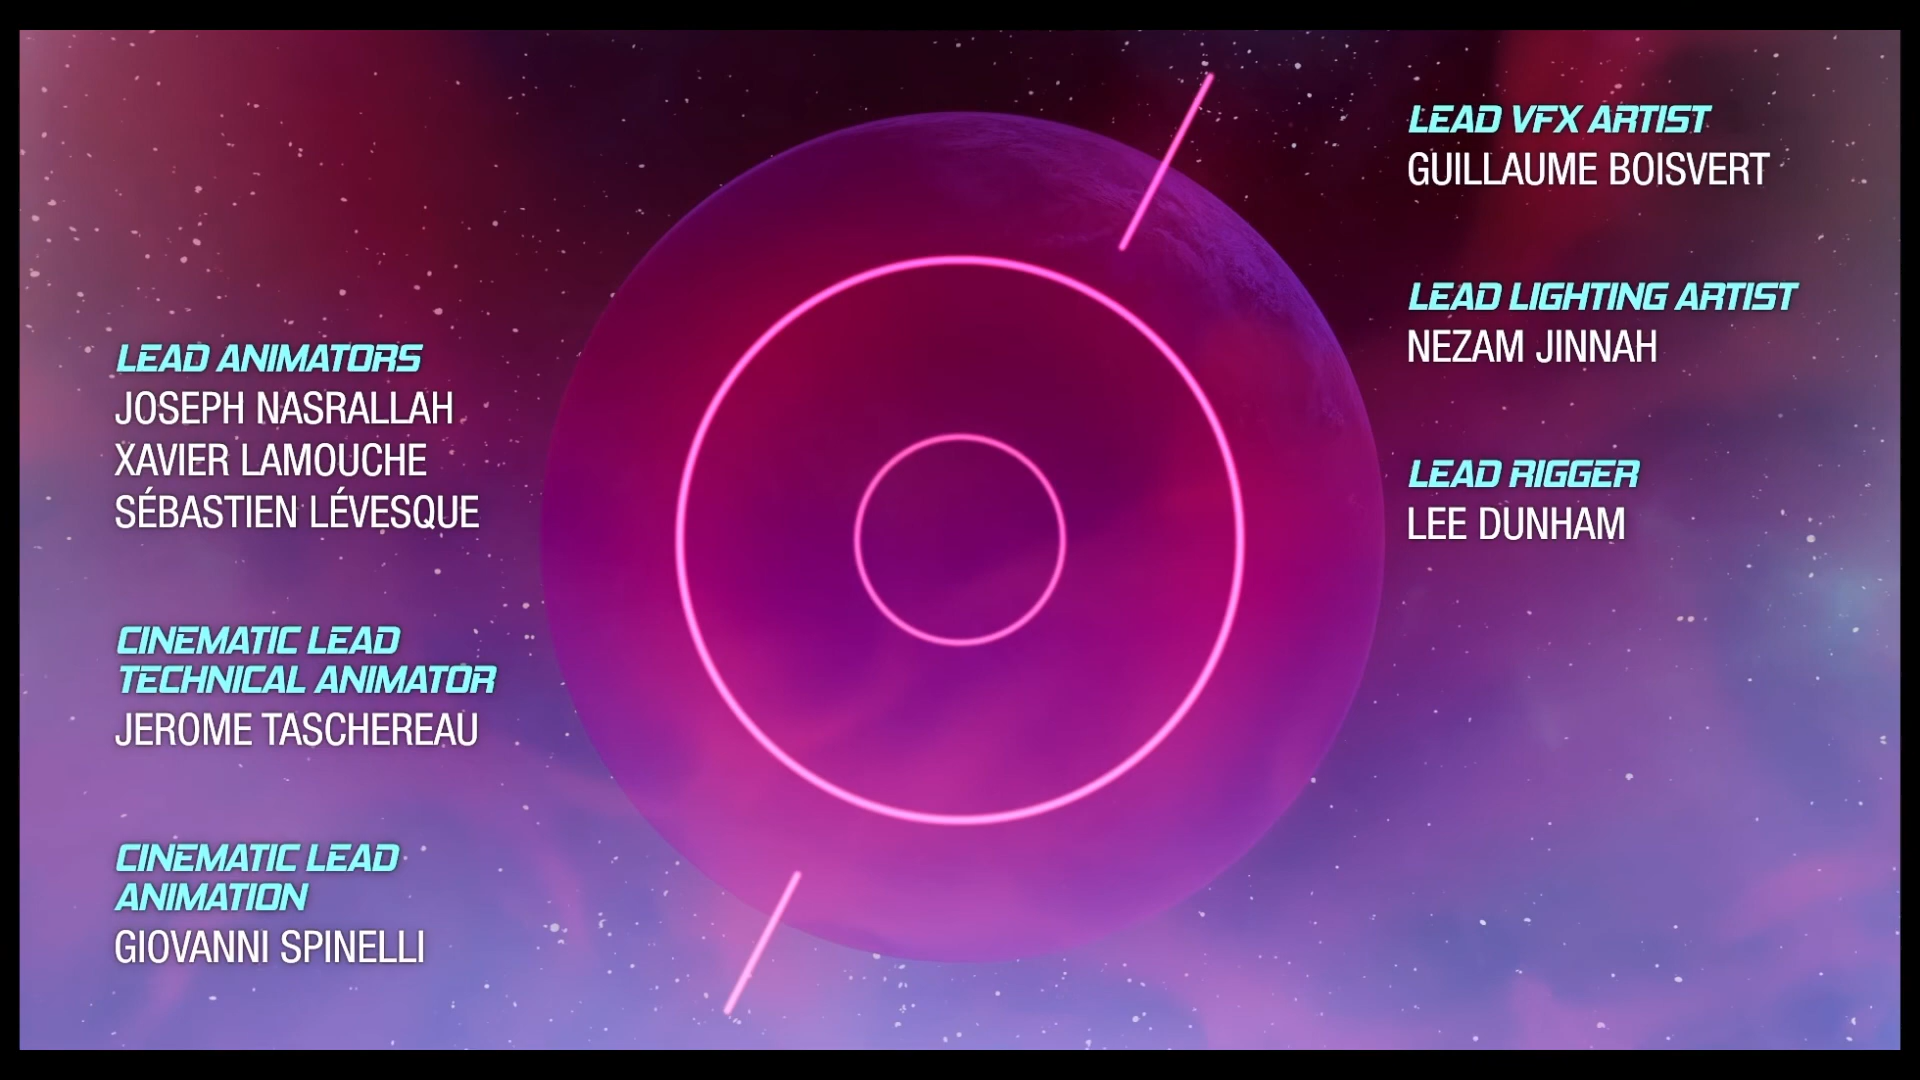 LEAD ANIMATORS
JOSEPH NASRALLAH
XAVIER LAMOUCHE
SÉBASTIEN LÉVESQUE
CINEMATIC LEAD
TECHNICAL ANIMATOR
JEROME TASCHEREAU
CINEMATIC LEAD
ANIMATION
GIOVANNI SPINELLI
LEAD VFX ARTIST
GUILLAUME BOISVERT
LEAD LIGHTING ARTIST
NEZAM JINNAH
LEAD RIGGER
LEE DUNHAM